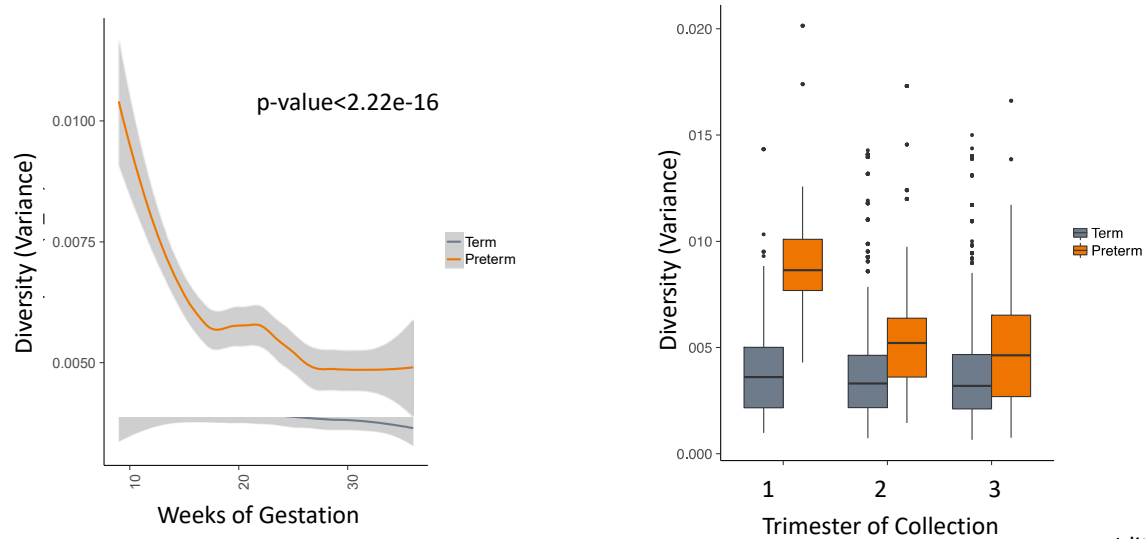 p-value<2.22e-16
0.0100
0.0075
0.0050
Diversity (Variance)
Term
Preterm
10
20
30
Weeks of Gestation
0.020
015
010
005
0.000
Diversity (Variance)
Term
Preterm
1
2
3
Trimester of Collection